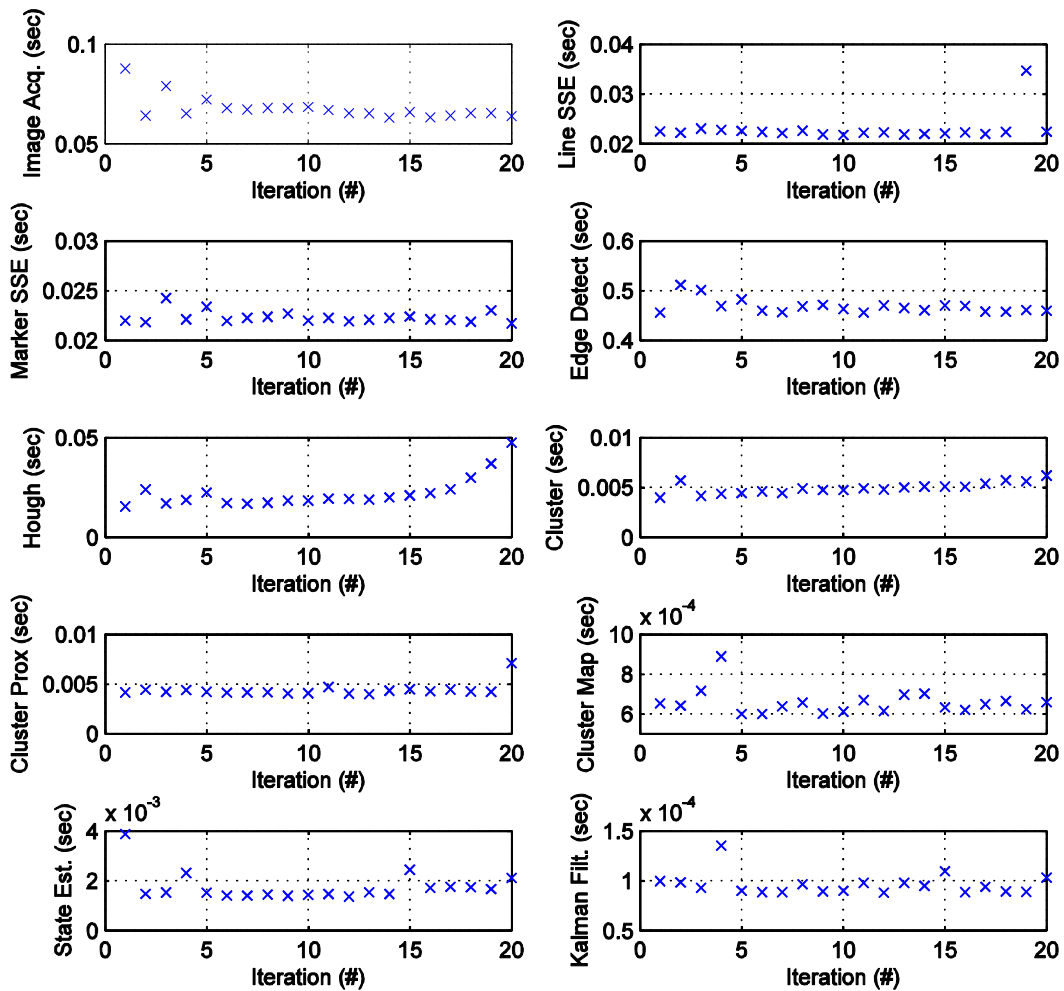 Image Acq. (sec)
0.1
0.05
0 5 10 15 20
Iteration (#)
Line SSE (sec)
0.04
0.03
0.02
0 5 10 15 20
Iteration (#)
Marker SSE (sec)
0.03
0.025
0.02
0 5 10 15 20
Iteration (#)
Edge Detect (sec)
0.6
0.5
0.4
0 5 10 15 20
Iteration (#)
Hough (sec)
0.05
0
0 5 10 15 20
Iteration (#)
Cluster (sec)
0.01
0.005
0
0 5 10 15 20
Iteration (#)
Cluster Prox (sec)
0.01
0.005
0
0 5 10 15 20
Iteration (#)
Cluster Map (sec)
x 10^-4
10
8
6
0 5 10 15 20
Iteration (#)
State Est. (sec)
x 10^-3
4
2
0
0 5 10 15 20
Iteration (#)
Kalman Filt. (sec)
x 10^-4
1.5
1
0.5
0 5 10 15 20
Iteration (#)